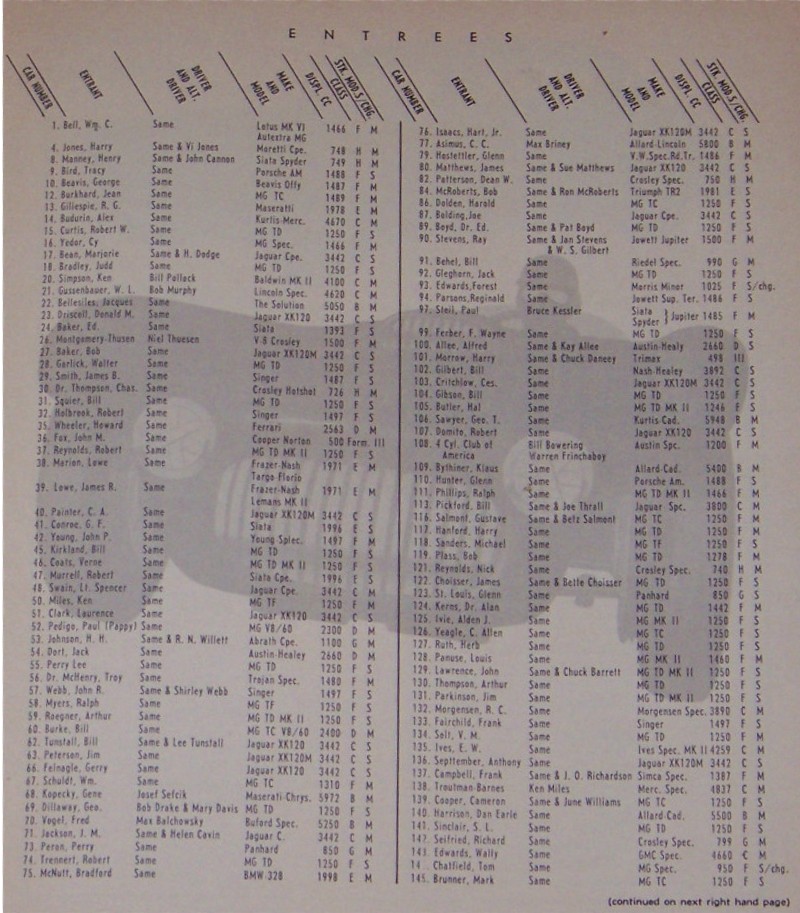 ENTREES
CAR NUMBER ENTRANT DRIVER AND ALT. DRIVER MAKE AND MODEL DISPL. CC STK. MOD. S/CHG. CLASS
1. Bell, Wm. C. Same Lotus MK VI 1466 F M
Autextra MG
4. Jones, Harry Same & Vi Jones Moretti Cpe. 748 H M
8. Manney, Henry Same & John Cannon Siata Spyder 749 H M
9. Bird, Tracy Same Porsche AM 1488 F S
10. Beavis, George Same Beavis Offy 1487 F M
12. Burkhard, Jean Same MG TC 1489 F M
13. Gillespie, R. G. Same Maseratti 1978 E M
14. Budurin, Alex Same Kurtis-Merc. 4670 C M
15. Curtis, Robert W. Same MG TD 1250 F S
16. Yedor, Cy Same MG Spec. 1466 F M
17. Bean, Marjorie Same & H. Dodge Jaguar Cpe. 3442 C S
18. Bradley, Judd Same MG TD 1250 F S
20. Simpson, Ken Bill Pollack Baldwin MK II 4100 C M
21. Gussenbauer, W. L. Bob Murphy Lincoln Spec. 4620 C M
22. Bellesiles, Jacques Same The Solution 5050 B M
23. Driscoll, Donald M. Same Jaguar XK120 3442 C S
24. Baker, Ed. Same Siata 1393 F S
26. Montgomery-Thusen Niel Thuesen V-8 Crosley 1500 F M
27. Baker, Bob Same Jaguar XK120M 3442 C S
28. Garlick, Walter Same MG TD 1250 F S
29. Smith, James B. Same Singer 1487 F S
30. Dr. Thompson, Chas. Same Crosley Hotshot 726 H M
31. Squier, Bill Same MG TD 1250 F S
32. Holbrook, Robert Same Singer 1497 F S
35. Wheeler, Howard Same Ferrari 2563 D M
36. Fox, John M. Same Cooper Norton 500 Form. III
37. Reynolds, Robert Same MG TD MK II 1250 F S
38. Marion, Lowe Same Frazer-Nash 1971 E M
Targo-Florio
39. Lowe, James R. Same Frazer-Nash 1971 E M
Lemans MK II
40. Painter, C. A. Same Jaguar XK120M 3442 C S
41. Conroe, G. F. Same Siata 1996 E S
42. Young, John P. Same Young Spiec. 1497 F M
45. Kirkland, Bill Same MG TD 1250 F S
46. Coats, Verne Same MG TD MK II 1250 F S
47. Murrell, Robert Same Siata Cpe. 1996 E S
48. Swain, Lt. Spencer Same Jaguar Cpe. 3442 C M
50. Miles, Ken Same MG TF 1250 F M
51. Clark, Laurence Same Jaguar XK120 3442 C S
52. Pedigo, Paul (Pappy) Same MG V8/60 2300 D M
53. Johnson, H. H. Same & R. N. Willett Abrath Cpe. 1100 G M
54. Dorf, Jack Same Austin-Healey 2660 D M
55. Perry Lee Same MG TD 1250 F S
56. Dr. McHenry, Troy Same Trojan Spec. 1480 F M
57. Webb, John R. Same & Shirley Webb Singer 1497 F S
58. Myers, Ralph Same MG TF 1250 F S
59. Roegner, Arthur Same MG TD MK II 1250 F S
60. Burke, Bill Same MG TC V8/60 2400 D M
62. Tunstall, Bill Same & Lee Tunstall Jaguar XK120 3442 C S
63. Peterson, Jim Same Jaguar XK120M 3442 C S
66. Feinagle, Gerry Same Jaguar XK120 3442 C S
67. Schuldt, Wm. Same MG TC 1310 F M
68. Kopecky, Gene Josef Sefcik Maserati-Chrys. 5972 B M
69. Dillaway, Geo. Bob Drake & Mary Davis MG TD 1250 F S
70. Vogel, Fred Max Balchowsky Buford Spec. 5250 B M
71. Jackson, J. M. Same & Helen Cavin Jaguar C. 3442 C M
73. Peron, Perry Same Panhard 850 G M
74. Trennert, Robert Same MG TD 1250 F S
75. McNutt, Bradford Same BMW 328 1998 E M
CAR NUMBER ENTRANT DRIVER AND ALT. DRIVER MAKE AND MODEL DISPL. CC STK. MOD. S/CHG. CLASS
76. Isaacs, Hart, Jr. Same Jaguar XK120M 3442 C S
77. Asimus, C. C. Max Briney Allard-Lincoln 5800 B M
79. Hostettler, Glenn Same V.W.Spec.Rd.Tr. 1486 F M
80. Matthews, James Same & Sue Matthews Jaguar XK120 3442 C S
82. Patterson, Dean W. Same Crosley Spec. 750 H M
84. McRoberts, Bob Same & Ron McRoberts Triumph TR2 1981 E S
86. Dolden, Harold Same MG TC 1250 F S
87. Bolding,Joe Same Jaguar Cpe. 3442 C S
89. Boyd, Dr. Ed Same & Pat Boyd MG TD 1250 F S
90. Stevens, Ray Same & Jan Stevens Jowett Jupiter 1500 F M
& W. S. Gilbert
91. Behel, Bill Same Riedel Spec. 990 G M
92. Cleghorn, Jack Same MG TD 1250 F S
93. Edwards,Forest Same Morris Minor 1025 F S/chg.
94. Parsons,Reginald Same Jowett Sup. Ter. 1486 F S
97. Steil, Paul Bruce Kessler Siata Spyder } Jupiter 1485 F M
99. Ferber, F. Wayne Same MG TD 1250 F S
100. Allee, Alfred Same & Kay Allee Austin-Healy 2660 D S
101. Morrow, Harry Same & Chuck Daneey Trimax 498 III
102. Gilbert, Bill Same Nash-Healey 3892 C S
103. Critchlow, Ces. Same Jaguar XK120M 3442 C S
104. Gibson, Bill Same MG TD 1250 F S
105. Butler, Hal Same MG TD MK II 1246 F S
106. Sawyer, Geo. T. Same Kurtis-Cad. 5948 B M
107. Domito, Robert Same Jaguar XK120 3442 C S
108. 4 Cyl. Club of Bill Bowering Austin Spc. 1200 F M
America Warren Frinchaboy
109. Bythiner, Klaus Same Allard-Cad. 5400 B M
110. Hunter, Glenn Same Porsche Am. 1488 F S
111. Phillips, Ralph Same MG TD MK II 1466 F M
113. Pickford, Bill Same & Joe Thrall Jaguar Spc. 3800 C M
116. Salmont, Gustave Same & Betz Salmont MG TC 1250 F M
117. Hanford, Harry Same MG TD 1250 F M
118. Sanders, Michael Same MG TF 1250 F S
119. Plass, Bob Same MG TD 1278 F M
121. Reynolds, Nick Same Crosley Spec. 740 H M
122. Choisser, James Same & Bette Choisser MG TD 1250 F S
123. St. Louis, Glenn Same Panhard 850 G S
124. Kerns, Dr. Alan Same MG TD 1442 F M
125. Ivie, Alden J. Same MG MK II 1250 F S
126. Yeagle, C. Allen Same MG TC 1250 F S
127. Ruth, Herb Same MG TD 1250 F S
128. Panuse, Louis Same MG MK II 1460 F M
129. Lawrence, John Same & Chuck Barrett MG TD MK II 1250 F S
130. Thompson, Arthur Same MG TD 1250 F S
131. Parkinson, Jim Same MG TD MK II 1250 F S
132. Morgensen, R. C. Same Morgensen Spec. 3890 C M
133. Fairchild, Frank Same Singer 1497 F S
134. Selt, V. M. Same MG TD 1250 F M
135. Ives, E. W. Same Ives Spec. MK II 4259 C M
136. Septtember, Anthony Same Jaguar XK120M 3442 C S
137. Campbell, Frank Same & J. O. Richardson Simca Spec. 1387 F M
138. Troutman-Barnes Ken Miles Merc. Spec. 4837 C M
139. Cooper, Cameron Same & June Williams MG TC 1250 F S
140. Harrison, Dan Earle Same Allard-Cad. 5500 B M
141. Sinclair, S. L. Same MG TD 1250 F S
142. Seifried, Richard Same Crosley Spec. 799 G M
143. Edwards, Wally Same GMC Spec. 4660 C M
14 Chatfield, Tom Same MG Spec. 950 F S/chg.
145. Brunner, Mark Same MG TC 1250 F S
(continued on next right hand page)